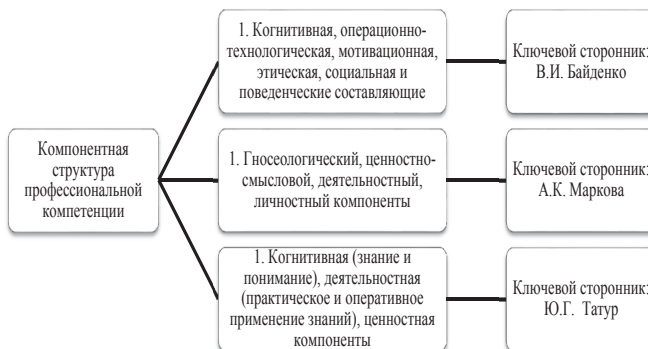 1. Когнитивная, операционно-
технологическая, мотивационная,
этическая, социальная и
поведенческие составляющие
Ключевой сторонник:
В.И. Байденко
Компонентная
структура
профессиональной
компетенции
1. Гносеологический, ценностно-
смысловой, деятельностный,
личностный компоненты
Ключевой сторонник:
А.К. Маркова
1. Когнитивная (знание и
понимание), деятельностная
(практическое и оперативное
применение знаний), ценностная
компоненты
Ключевой сторонник:
Ю.Г. Татур